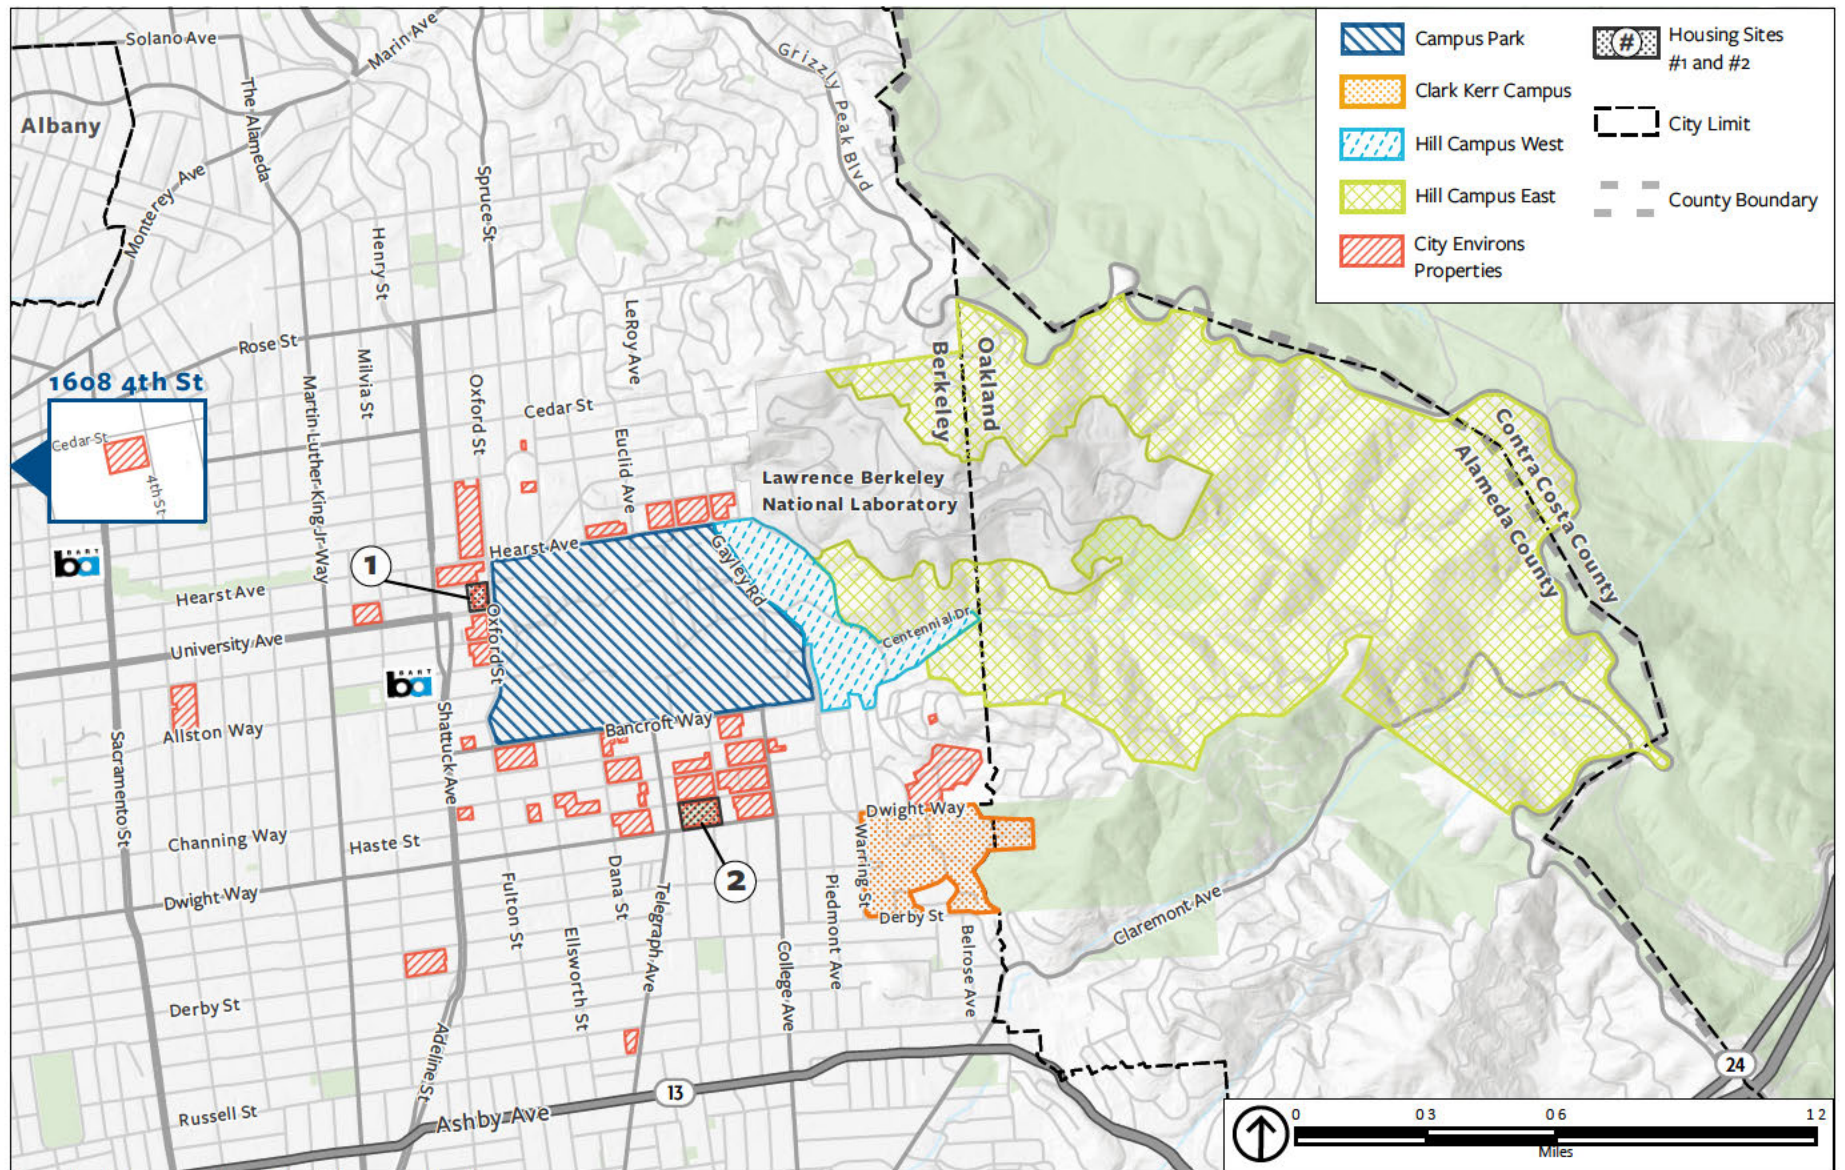 Solano Ave
Marin Ave
Grizzly Peak Blvd
The Alameda
Albany
Monterey Ave
Spruce St
Henry St
Rose St
LeRoy Ave
Milvia St
Martin Luther King Jr Way
Oxford St
Cedar St
Euclid Ave
1608 4th St
Cedar St
4th St
Berkeley
Oakland
Lawrence Berkeley
National Laboratory
Contra Costa County
Alameda County
BART
ba
1
Hearst Ave
Hearst Ave
Gayley Rd
Oxford St
University Ave
Centennial Dr
BART
ba
Allston Way
Bancroft Way
Shattuck Ave
Sacramento St
Channing Way
Haste St
Dwight Way
Dwight Way
Warring St
2
Fulton St
Dana St
Telegraph Ave
Piedmont Ave
Derby St
Belrose Ave
Claremont Ave
Ellsworth St
College Ave
Derby St
Adeline St
Russell St
Ashby Ave
13
24
Campus Park
Clark Kerr Campus
Hill Campus West
Hill Campus East
City Environs
Properties
#
Housing Sites
#1 and #2
City Limit
County Boundary
0 0 3 0 6 1 2
Miles